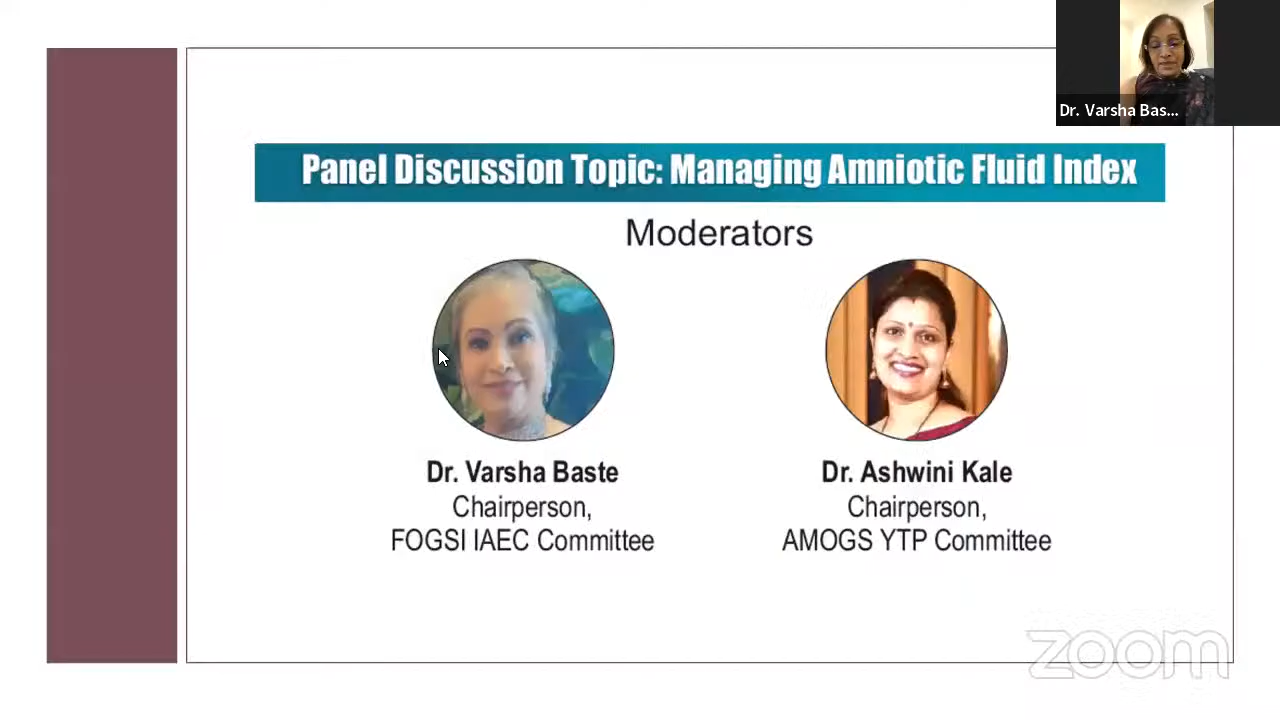 Dr. Varsha Bas...
Panel Discussion Topic: Managing Amniotic Fluid Index
Moderators
Dr. Varsha Baste
Chairperson,
FOGSI IAEC Committee
Dr. Ashwini Kale
Chairperson,
AMOGS YTP Committee
zoom